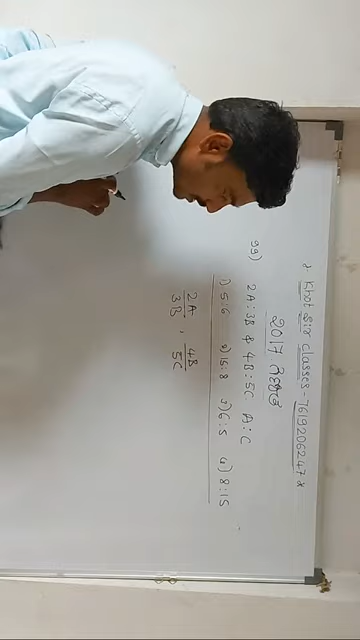 * Khot Sir classes - 7619206247 *
2017
99) 2A:3B & 4B:5C A:C
1) 5:6 2) 15:8 3) 6:5 4) 8:15
2A/3B , 4B/5C